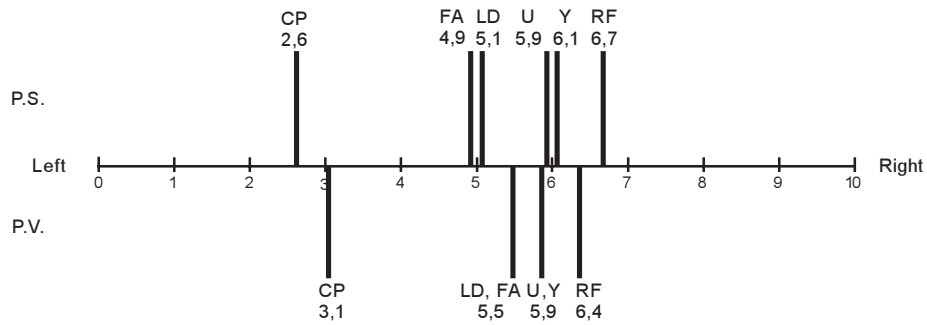 CP FA LD U Y RF
2,6 4,9 5,1 5,9 6,1 6,7
P.S.
Left Right
0 1 2 3 4 5 6 7 8 9 10
P.V.
CP LD, FA U,Y RF
3,1 5,5 5,9 6,4